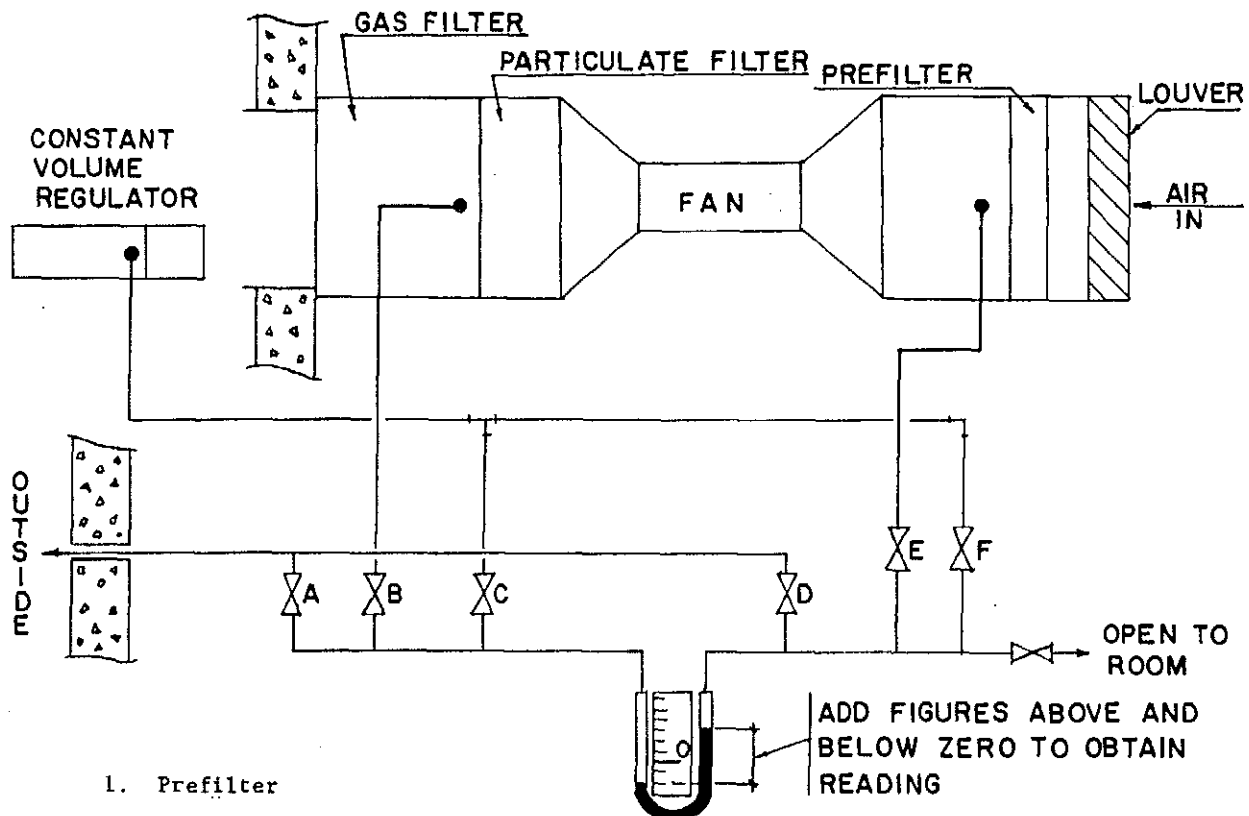 GAS FILTER
PARTICULATE FILTER
PREFILTER
LOUVER
CONSTANT
VOLUME
REGULATOR
FAN
AIR
IN
OUTSIDE
A
B
C
D
E
F
OPEN TO
ROOM
0
ADD FIGURES ABOVE AND
BELOW ZERO TO OBTAIN
READING
1. Prefilter